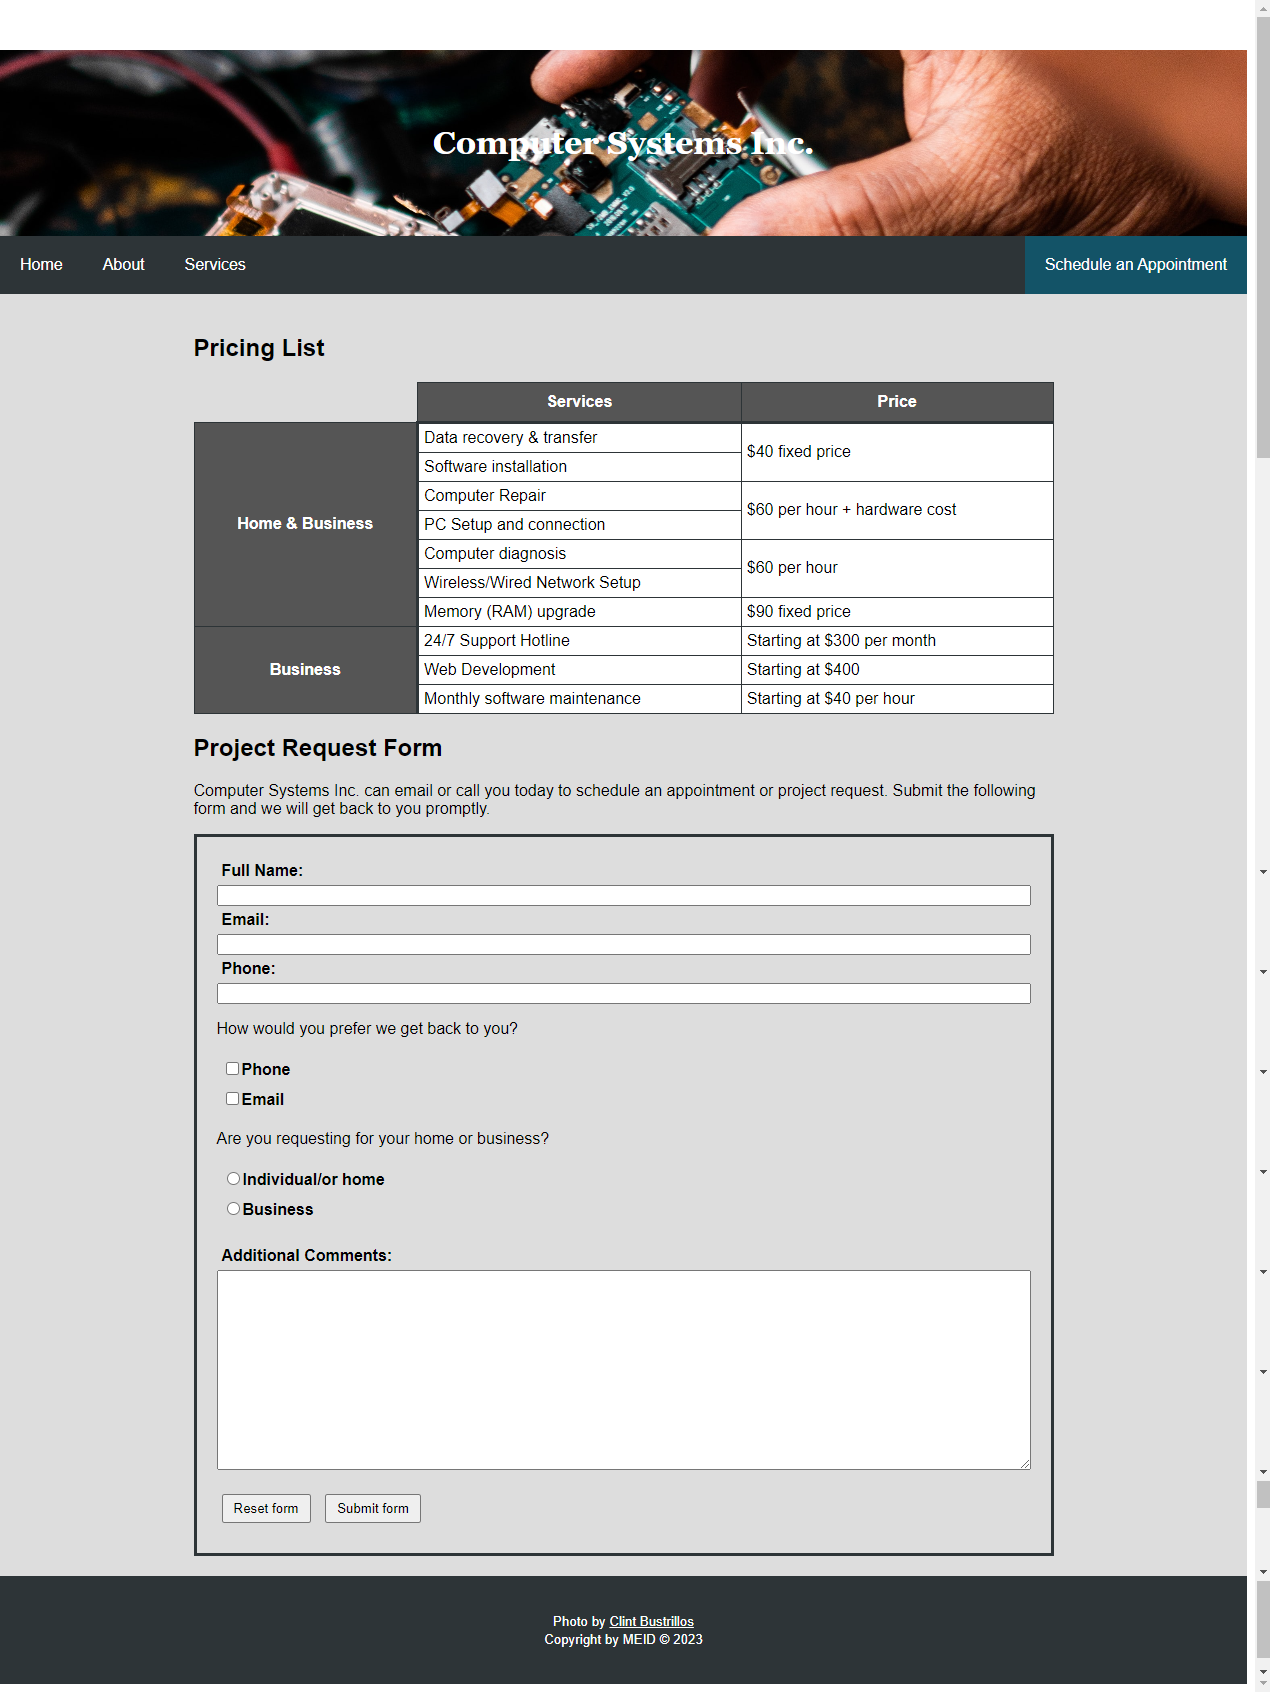 Computer Systems Inc.
Home About Services Schedule an Appointment
Pricing List
Services Price
Home & Business
Data recovery & transfer
Software installation
$40 fixed price
Computer Repair
PC Setup and connection
$60 per hour + hardware cost
Computer diagnosis
Wireless/Wired Network Setup
$60 per hour
Memory (RAM) upgrade $90 fixed price
Business
24/7 Support Hotline Starting at $300 per month
Web Development Starting at $400
Monthly software maintenance Starting at $40 per hour
Project Request Form
Computer Systems Inc. can email or call you today to schedule an appointment or project request. Submit the following
form and we will get back to you promptly.
Full Name:
Email:
Phone:
How would you prefer we get back to you?
Phone
Email
Are you requesting for your home or business?
Individual/or home
Business
Additional Comments:
Reset form Submit form
Photo by Clint Bustrillos
Copyright by MEID © 2023